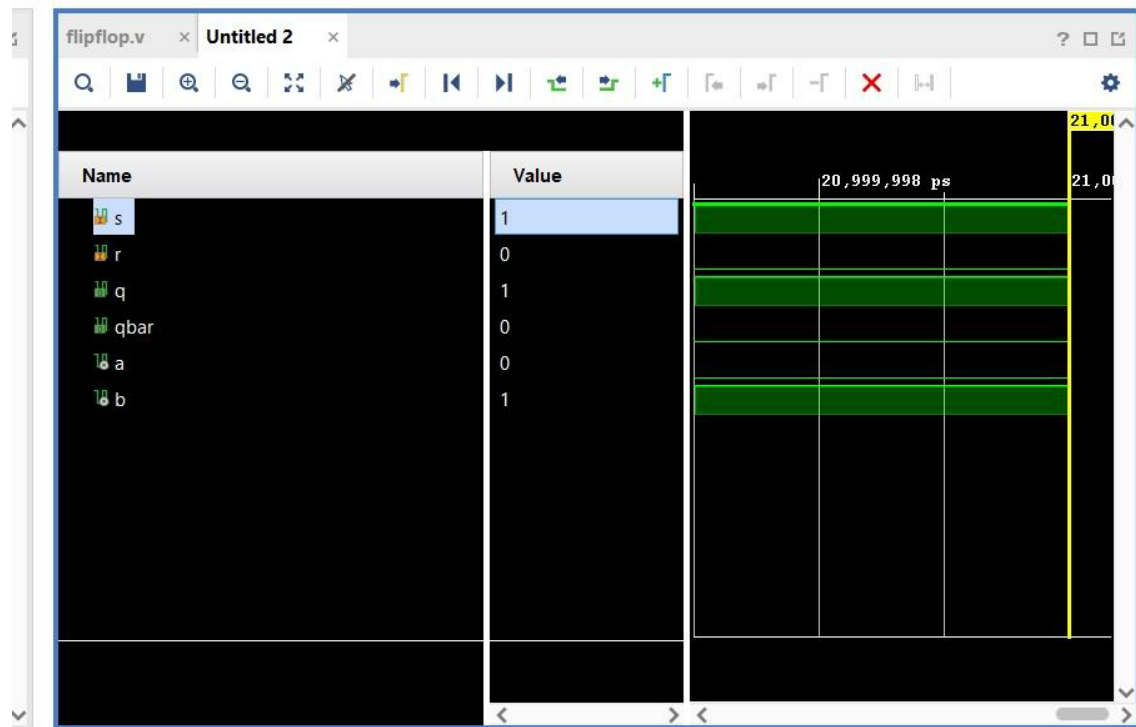 flipflop.v × Untitled 2 ×
?
21,00
Name Value
20,999,998 ps 21,0
s 1
r 0
q 1
qbar 0
a 0
b 1